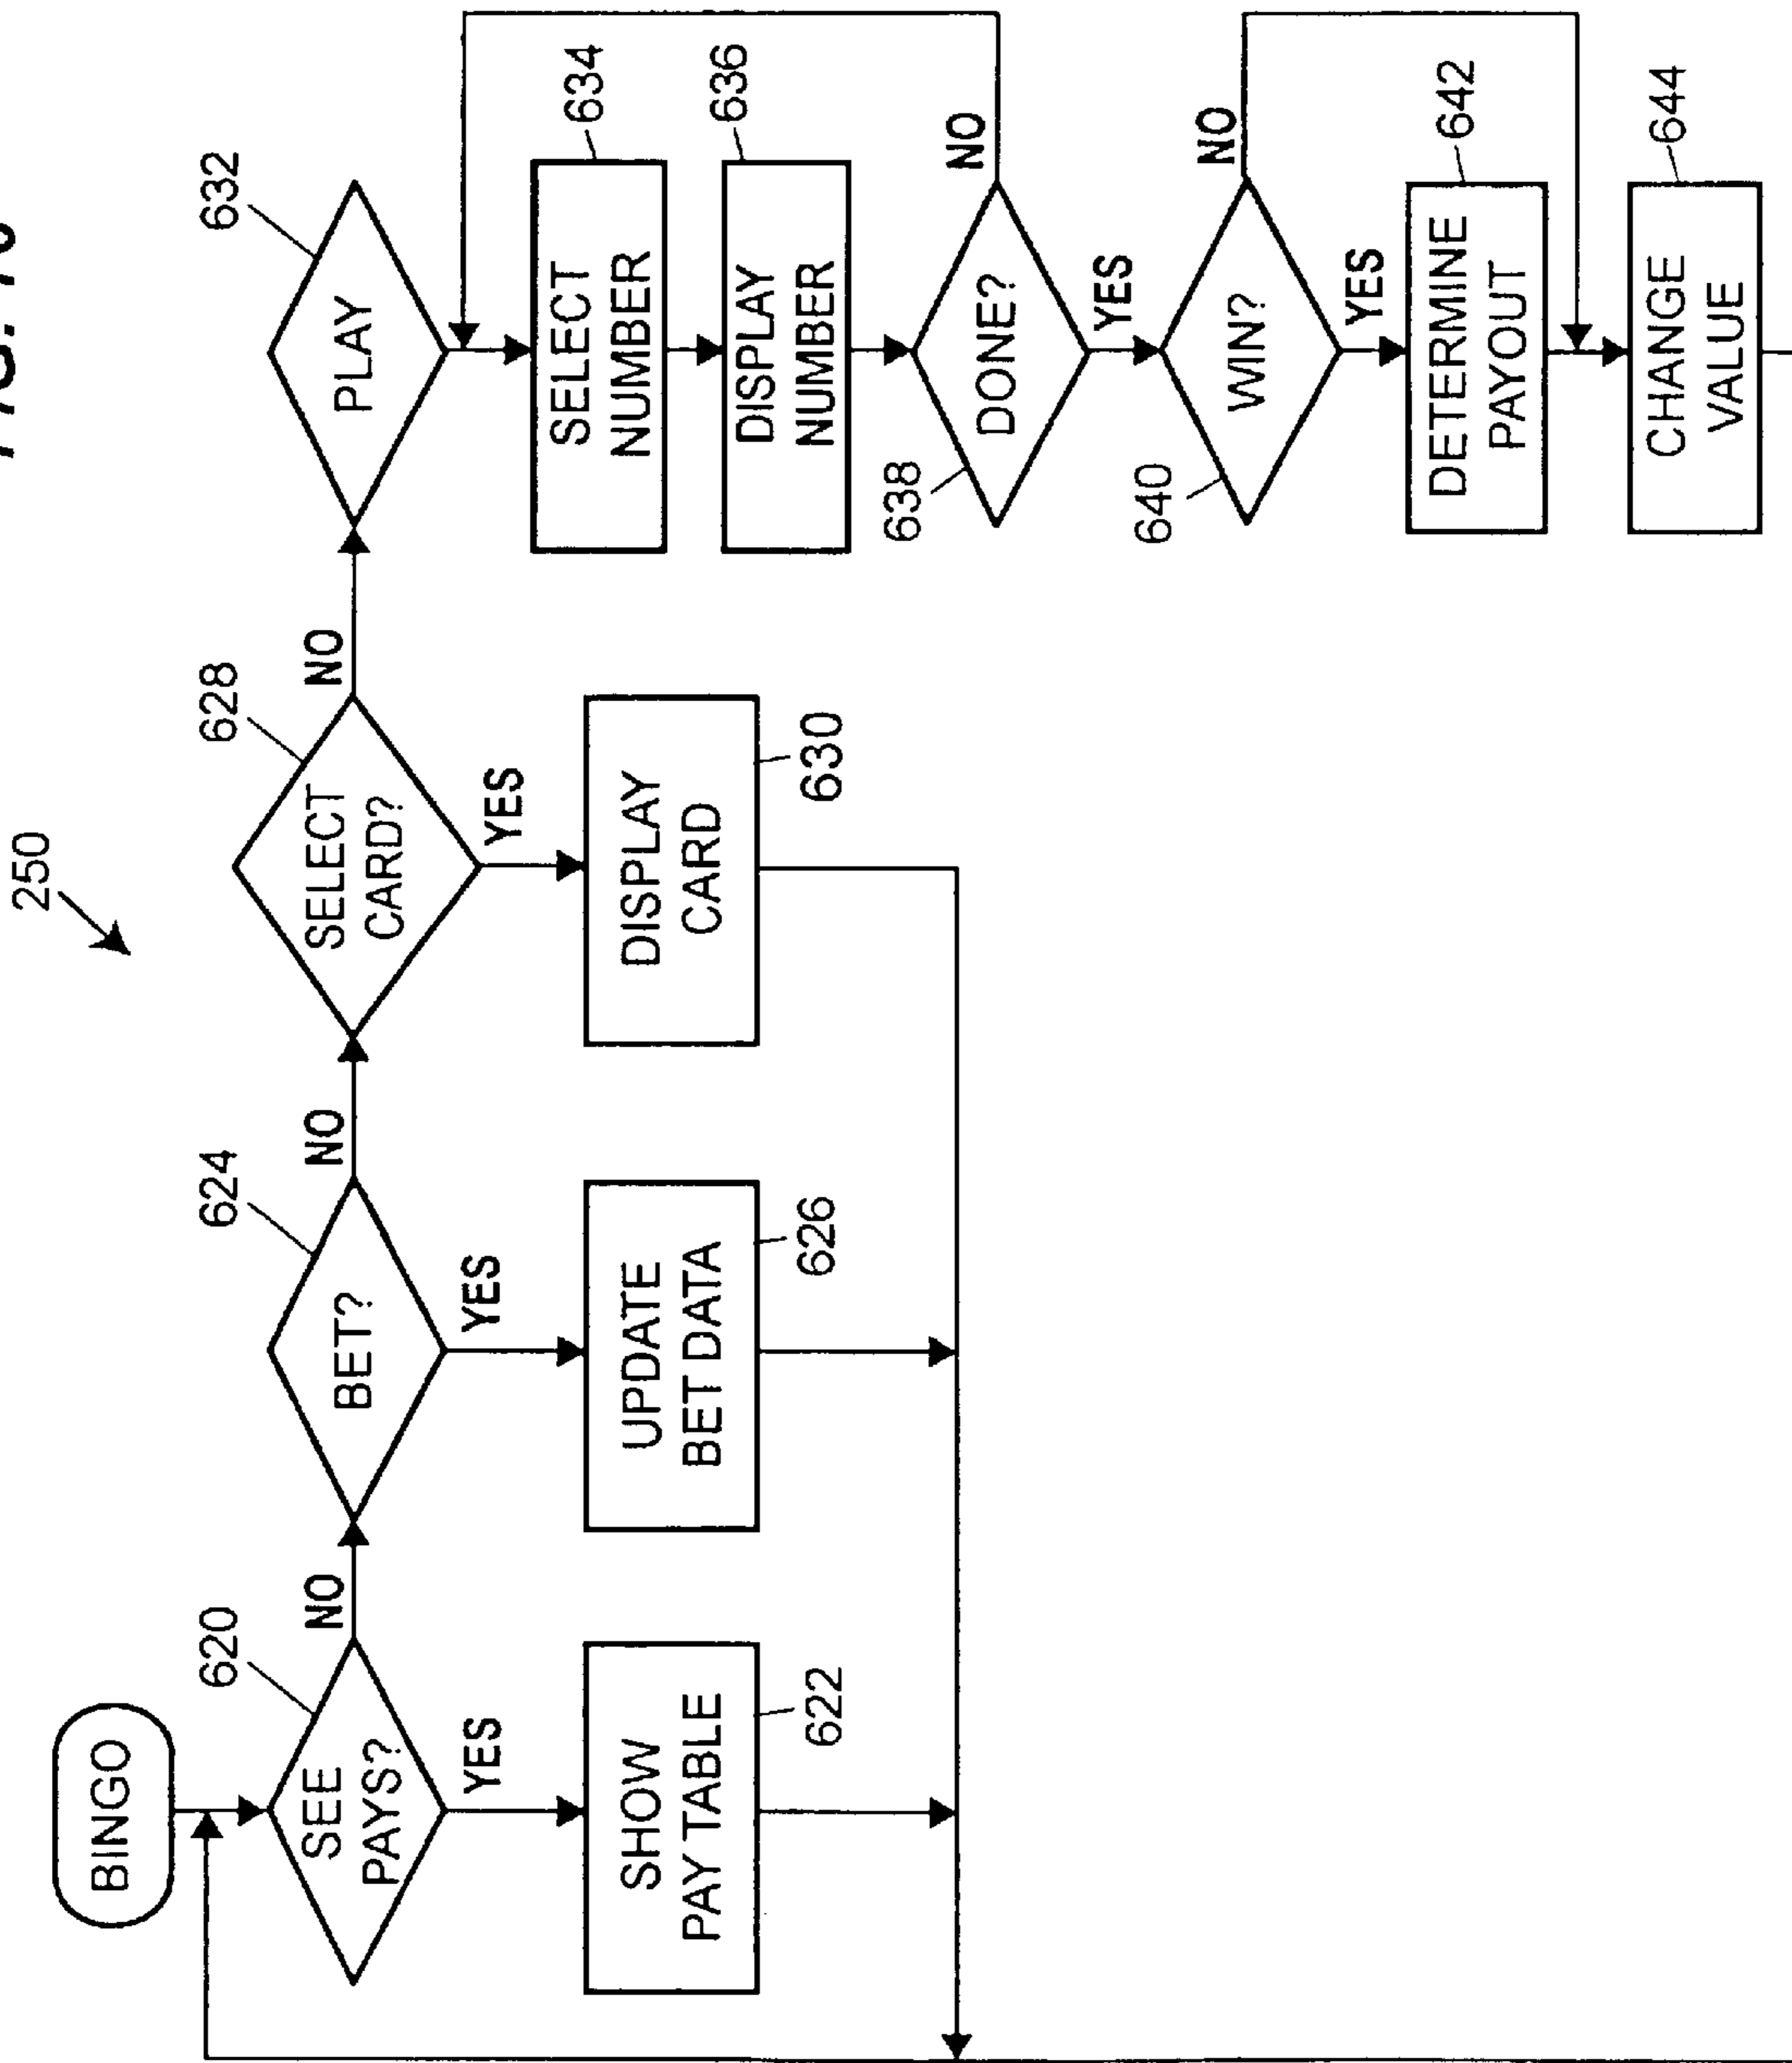 250
BINGO
620
SEE
PAYS?
NO
YES
SHOW
PAY TABLE
622
624
BET?
NO
YES
UPDATE
BET DATA
626
628
SELECT
CARD?
NO
YES
DISPLAY
CARD
630
632
PLAY
634
SELECT
NUMBER
636
DISPLAY
NUMBER
638
DONE?
NO
YES
640
WIN?
NO
YES
642
DETERMINE
PAYOUT
644
CHANGE
VALUE